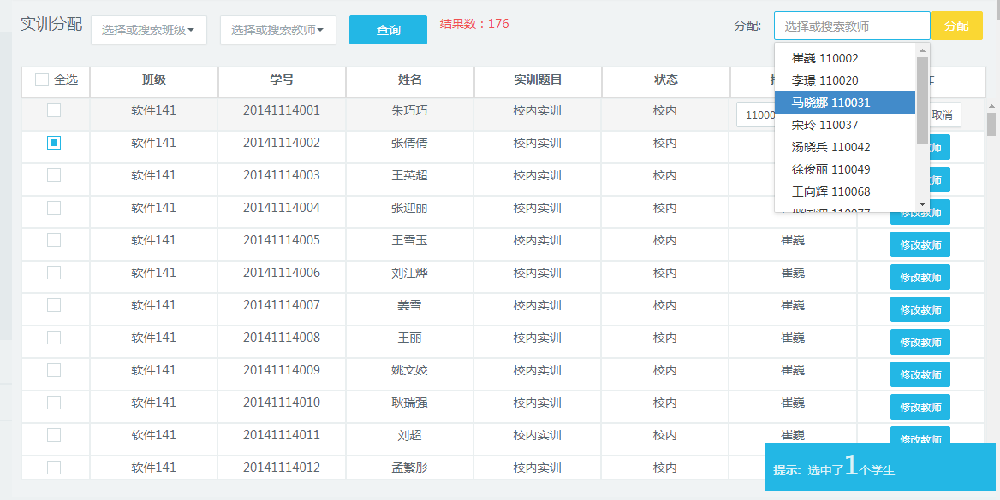 实训分配 选择或搜索班级 选择或搜索教师 查询 结果数：176 分配: 选择或搜索教师 分配
崔巍 110002
李璟 110020
马晓娜 110031
宋玲 110037
汤晓兵 110042
徐俊丽 110049
王向辉 110068
全选 班级 学号 姓名 实训题目 状态
软件141 20141114001 朱巧巧 校内实训 校内 11000 取消
软件141 20141114002 张倩倩 校内实训 校内 师
软件141 20141114003 王英超 校内实训 校内 师
软件141 20141114004 张迎丽 校内实训 校内 修改教师
软件141 20141114005 王雪玉 校内实训 校内 崔巍 修改教师
软件141 20141114006 刘江烨 校内实训 校内 崔巍 修改教师
软件141 20141114007 姜雪 校内实训 校内 崔巍 修改教师
软件141 20141114008 王丽 校内实训 校内 崔巍 修改教师
软件141 20141114009 姚文姣 校内实训 校内 崔巍 修改教师
软件141 20141114010 耿瑞强 校内实训 校内 崔巍 修改教师
软件141 20141114011 刘超 校内实训 校内 崔巍 修改教师
软件141 20141114012 孟繁彤 校内实训 校内
提示: 选中了1个学生